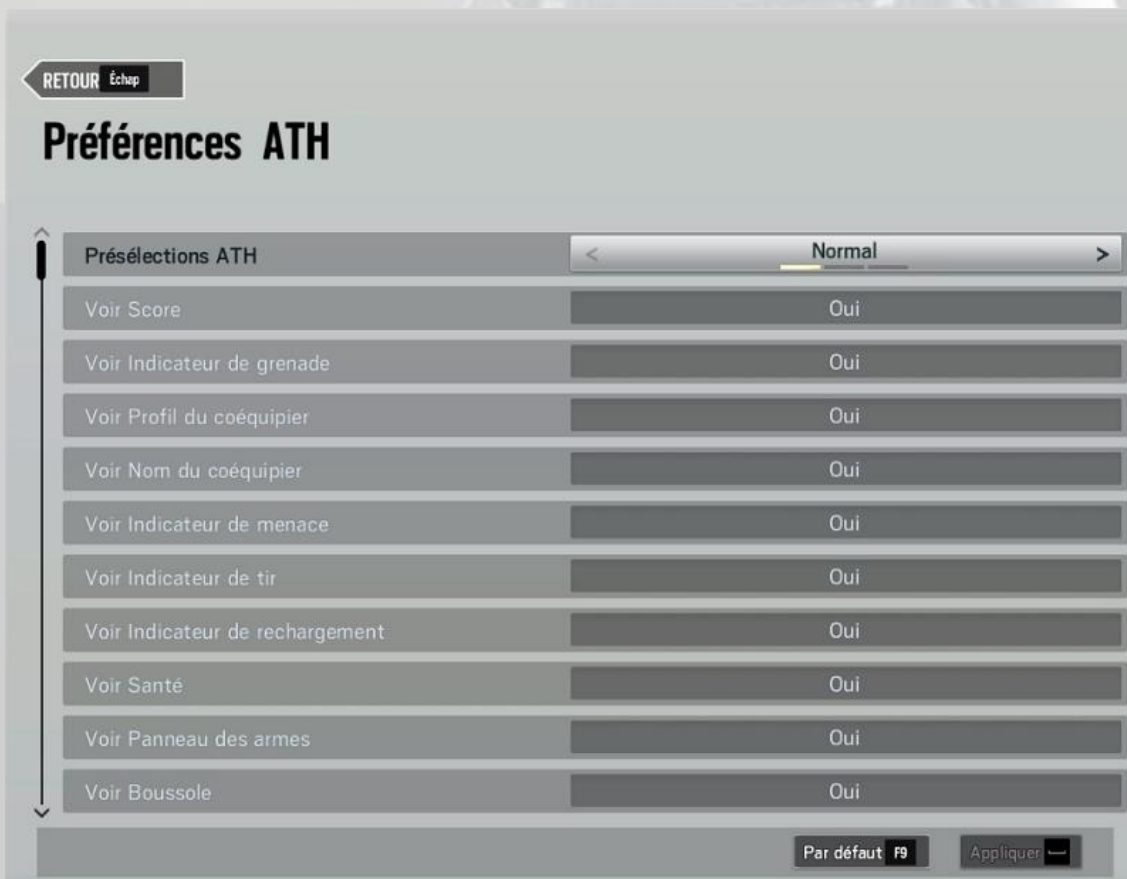 RETOUR Échap
Préférences ATH
Présélections ATH < Normal >
Voir Score Oui
Voir Indicateur de grenade Oui
Voir Profil du coéquipier Oui
Voir Nom du coéquipier Oui
Voir Indicateur de menace Oui
Voir Indicateur de tir Oui
Voir Indicateur de rechargement Oui
Voir Santé Oui
Voir Panneau des armes Oui
Voir Boussole Oui
Par défaut F9 Appliquer